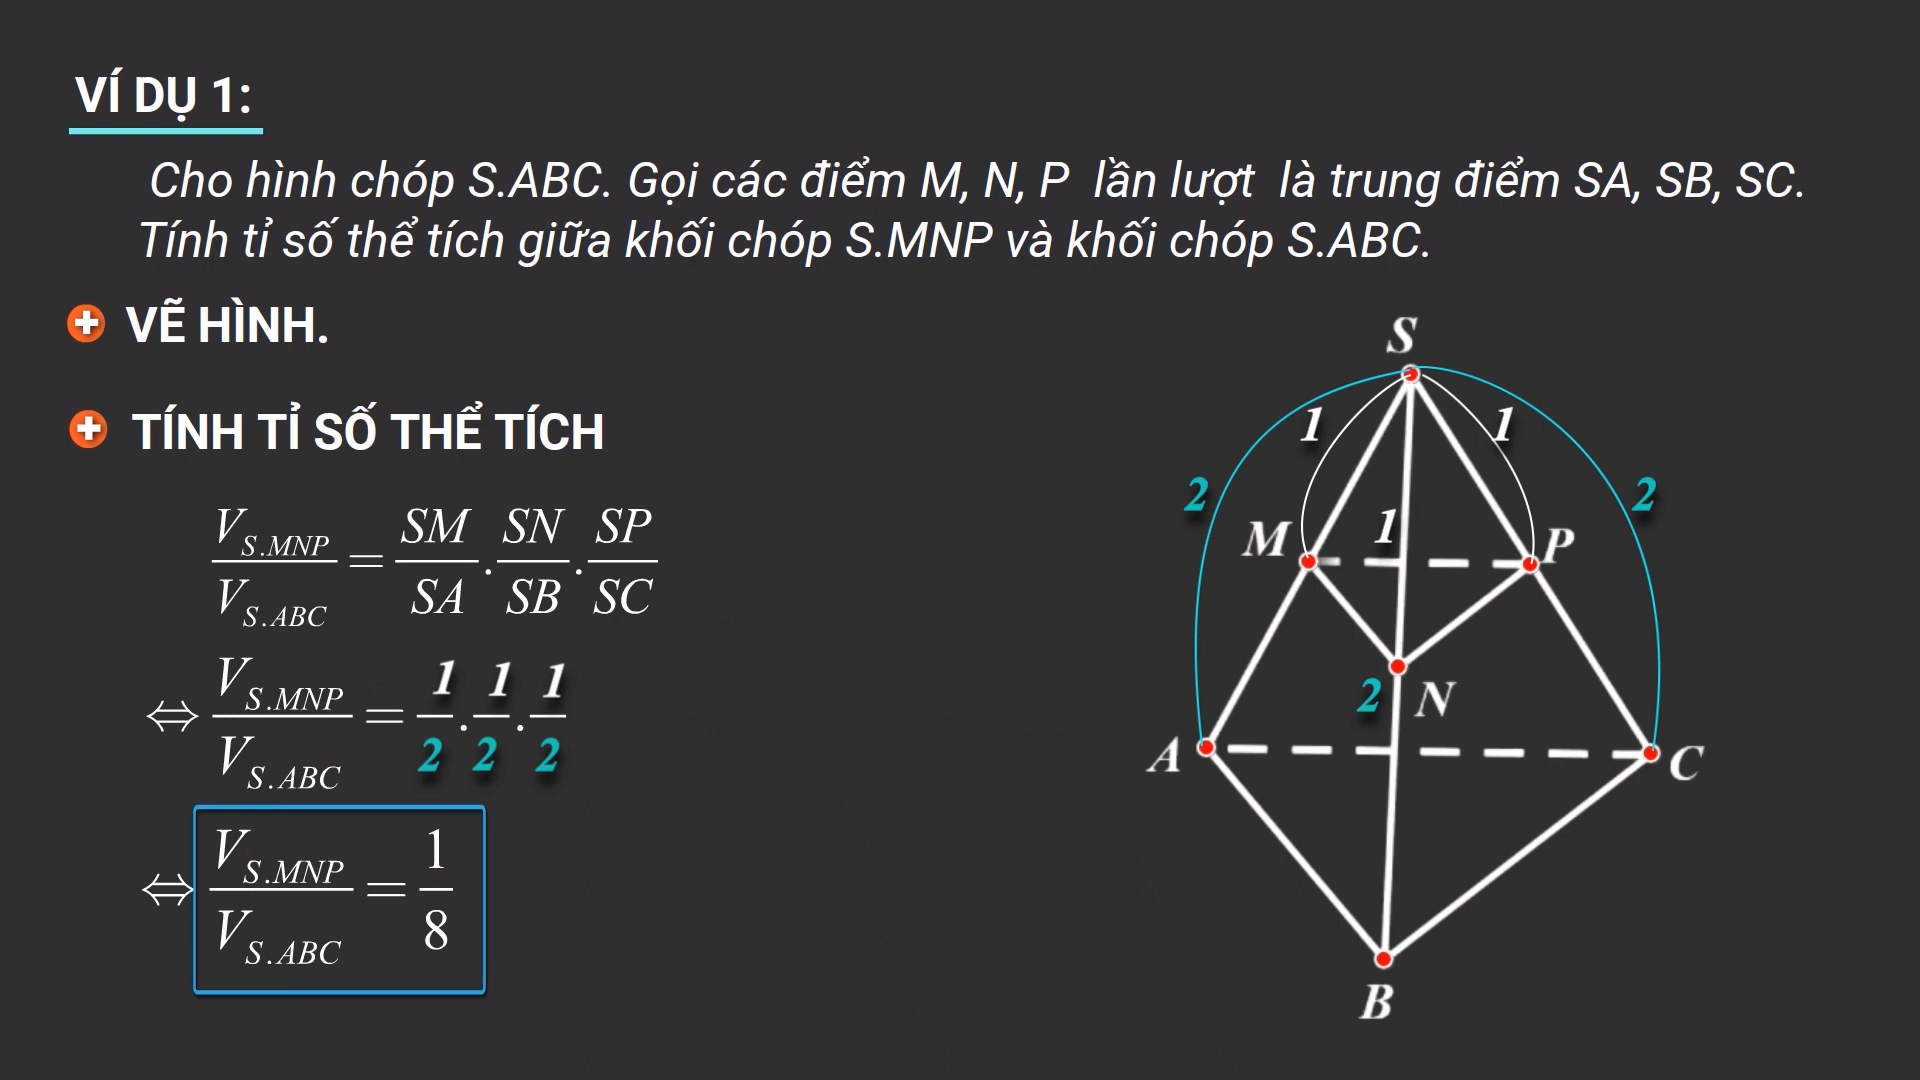 VÍ DỤ 1:
Cho hình chóp S.ABC. Gọi các điểm M, N, P lần lượt là trung điểm SA, SB, SC.
Tính tỉ số thể tích giữa khối chóp S.MNP và khối chóp S.ABC.
VẼ HÌNH.
TÍNH TỈ SỐ THỂ TÍCH
V_{S.MNP}/V_{S.ABC} = SM/SA . SN/SB . SP/SC
⇔ V_{S.MNP}/V_{S.ABC} = 1/2 . 1/2 . 1/2
⇔ V_{S.MNP}/V_{S.ABC} = 1/8
S
1 1
2 2
M 1 P
2 N
A C
B